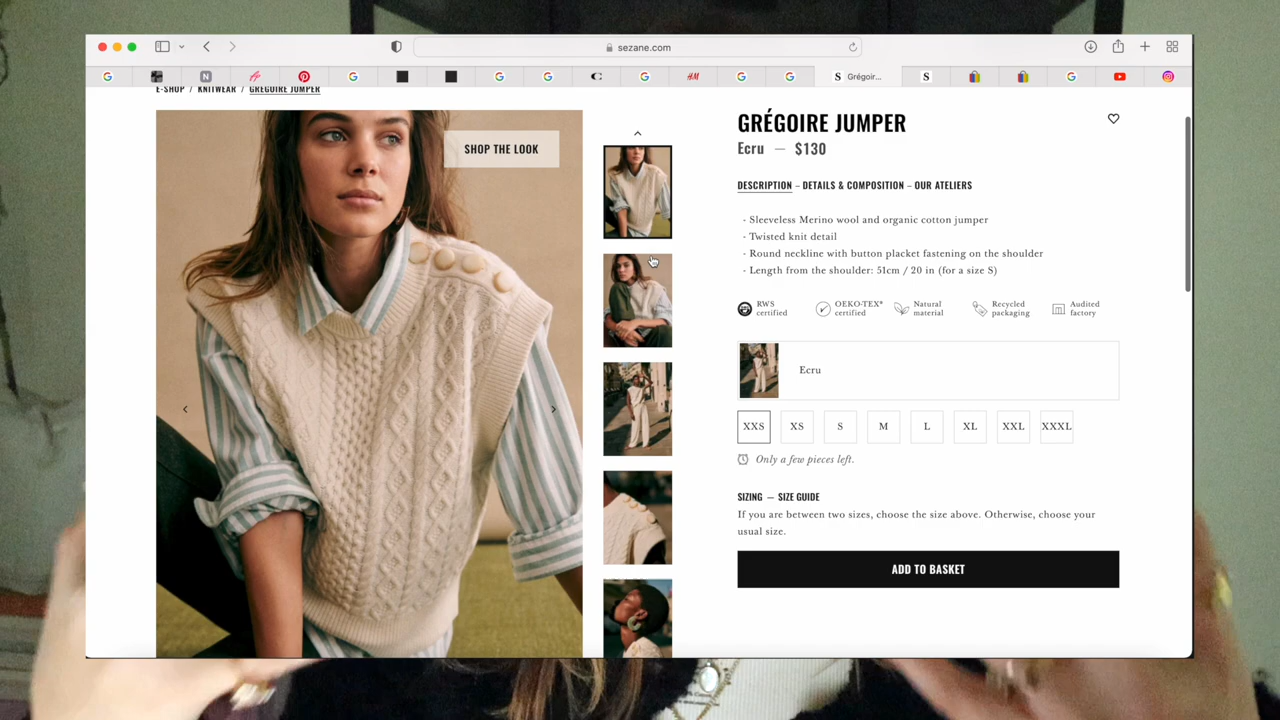 sezane.com
Grégoir...
H&M
S
S
E-SHOP / KNITWEAR / GRÉGOIRE JUMPER
SHOP THE LOOK
GRÉGOIRE JUMPER
Ecru — $130
DESCRIPTION – DETAILS & COMPOSITION – OUR ATELIERS
- Sleeveless Merino wool and organic cotton jumper
- Twisted knit detail
- Round neckline with button placket fastening on the shoulder
- Length from the shoulder: 51cm / 20 in (for a size S)
RWS certified
OEKO-TEX® certified
Natural material
Recycled packaging
Audited factory
Ecru
XXS XS S M L XL XXL XXXL
Only a few pieces left.
SIZING — SIZE GUIDE
If you are between two sizes, choose the size above. Otherwise, choose your
usual size.
ADD TO BASKET